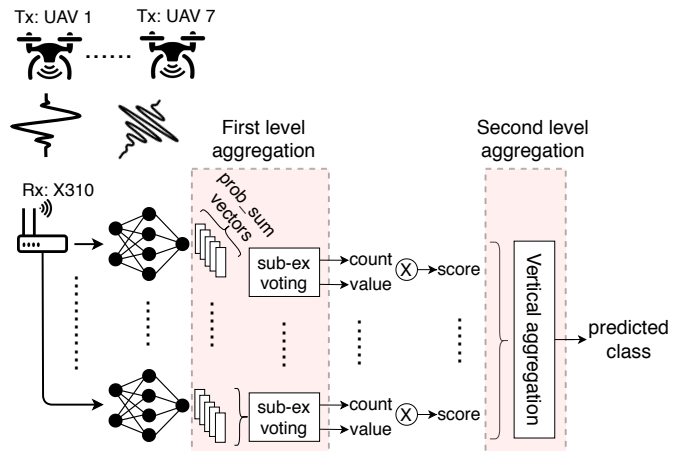 Tx: UAV 1
Tx: UAV 7
First level
aggregation
Second level
aggregation
Rx: X310
prob_sum
vectors
sub-ex
voting
count
value
X
score
Vertical aggregation
predicted
class
sub-ex
voting
count
value
X
score